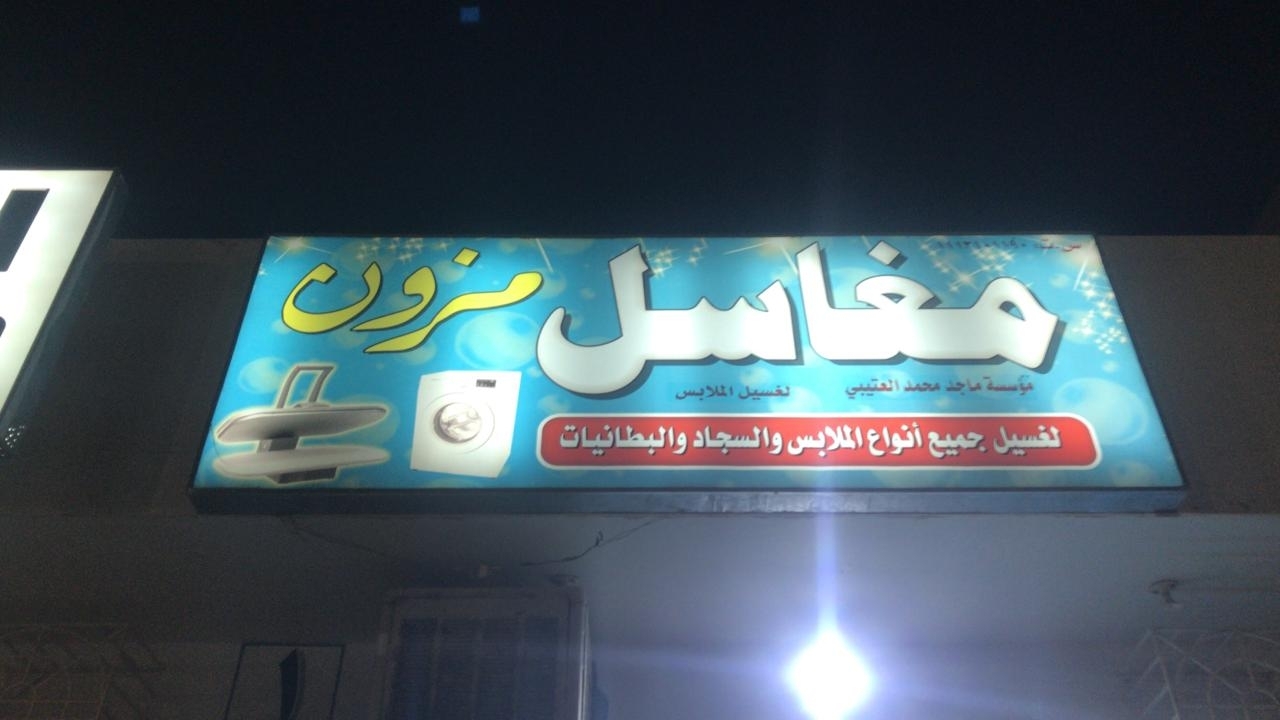 س.ت
مغاسل مزون
مؤسسة ماجد محمد العتيبي لغسيل الملابس
لغسيل جميع أنواع الملابس والسجاد والبطانيات